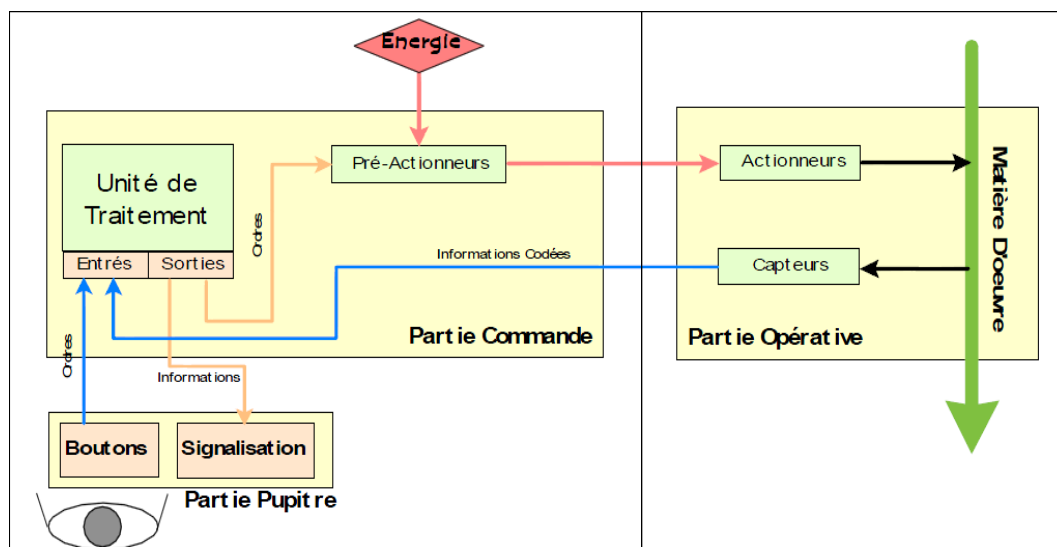 Energie
Pré-Actionneurs
Actionneurs
Unité de
Traitement
Entrés
Sorties
Ordres
Informations Codées
Capteurs
Matière D'oeuvre
Partie Commande
Partie Opérative
Ordres
Informations
Boutons
Signalisation
Partie Pupitre